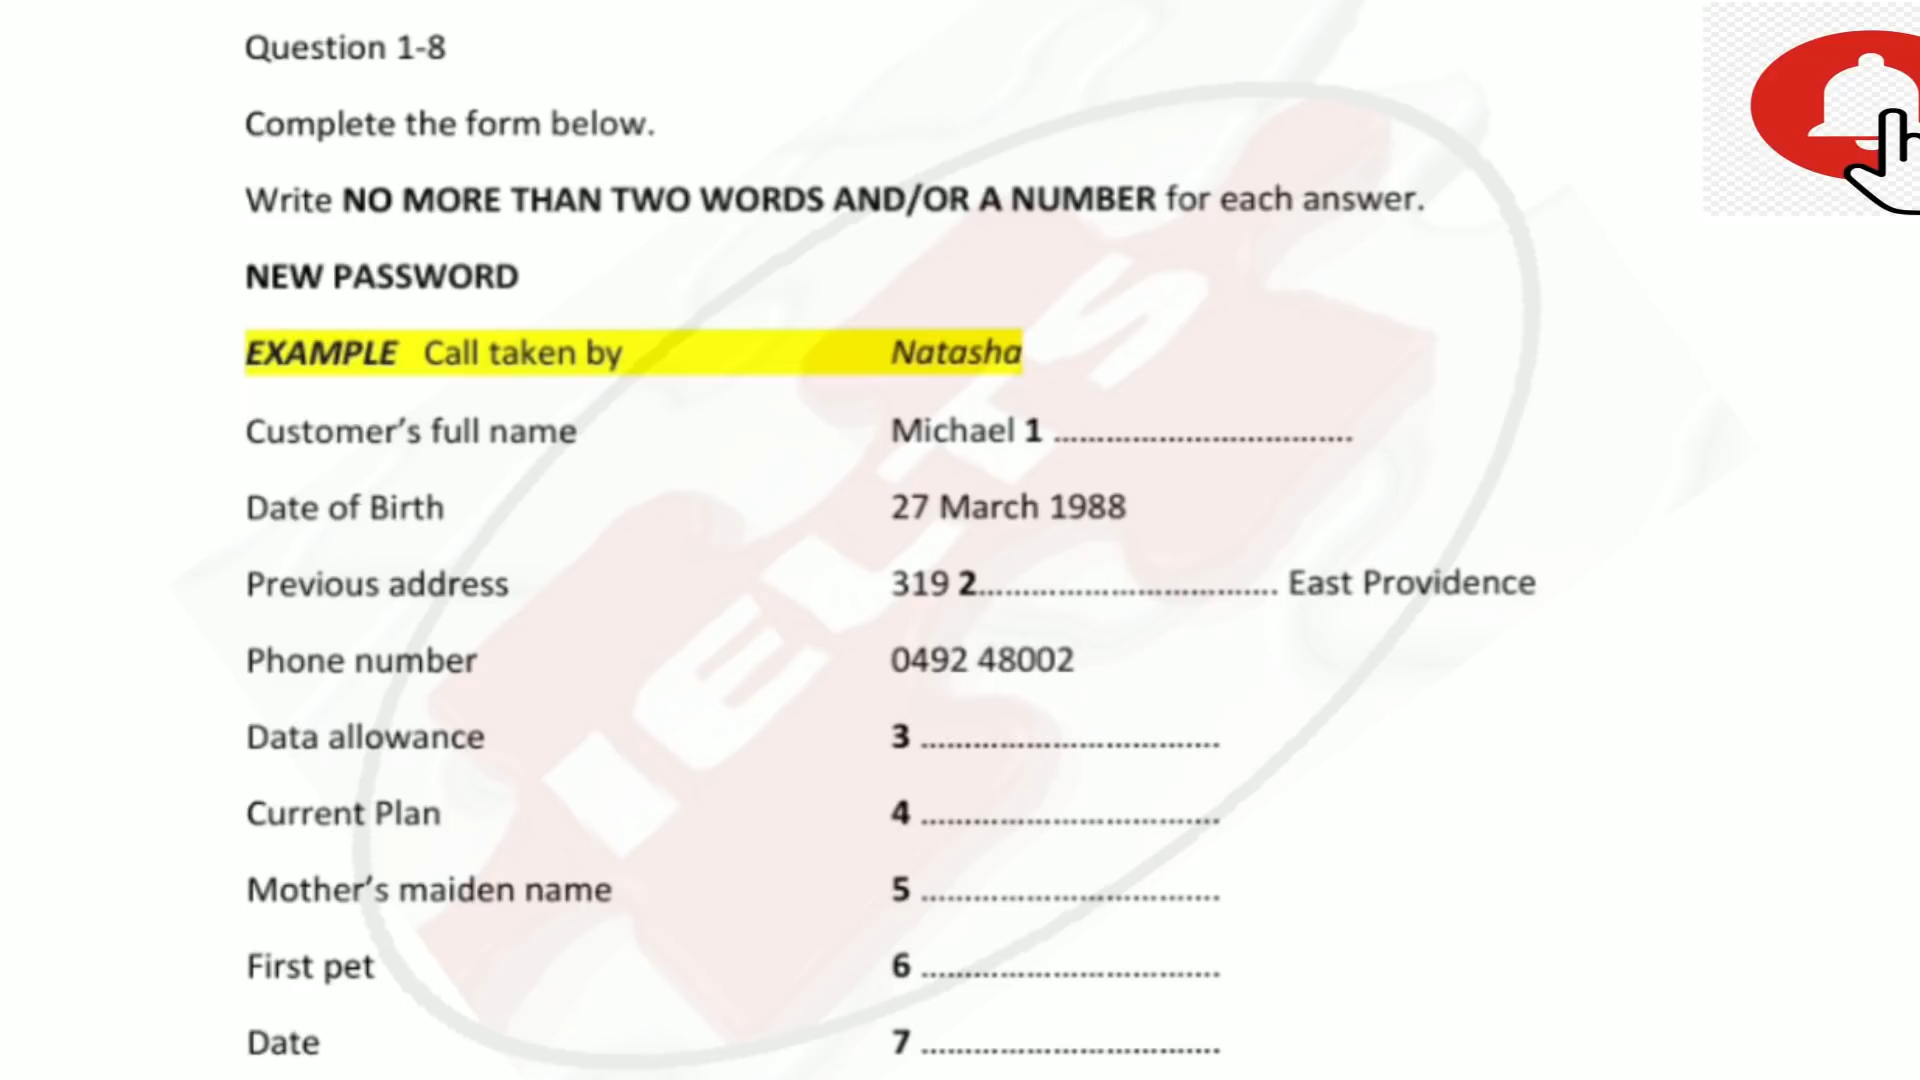 Question 1-8
Complete the form below.
Write NO MORE THAN TWO WORDS AND/OR A NUMBER for each answer.
NEW PASSWORD
EXAMPLE Call taken by Natasha
Customer’s full name Michael 1 ..................................
Date of Birth 27 March 1988
Previous address 319 2.................................. East Providence
Phone number 0492 48002
Data allowance 3 ..................................
Current Plan 4 ..................................
Mother’s maiden name 5 ..................................
First pet 6 ..................................
Date 7 ..................................
IELTS